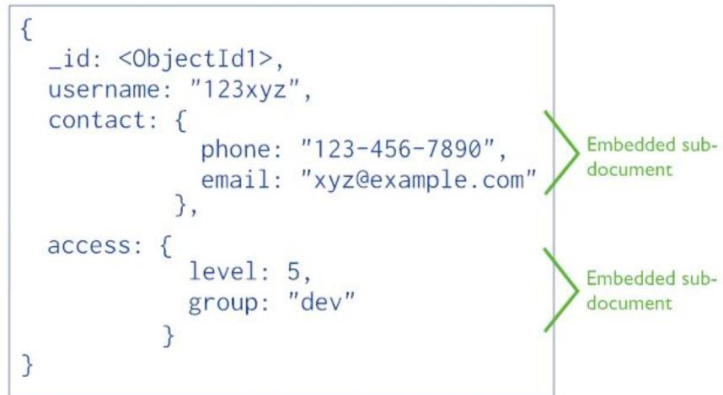 {
_id: <ObjectId1>,
username: "123xyz",
contact: {
phone: "123-456-7890",
email: "xyz@example.com"
},
Embedded sub-
document
access: {
level: 5,
group: "dev"
}
Embedded sub-
document
}